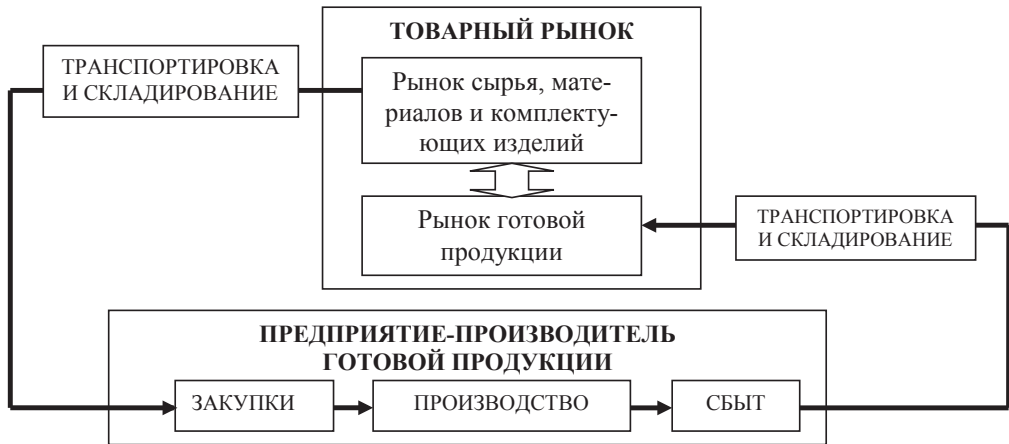 ТОВАРНЫЙ РЫНОК
ТРАНСПОРТИРОВКА
И СКЛАДИРОВАНИЕ
Рынок сырья, мате-
риалов и комплекту-
ющих изделий
Рынок готовой
продукции
ТРАНСПОРТИРОВКА
И СКЛАДИРОВАНИЕ
ПРЕДПРИЯТИЕ-ПРОИЗВОДИТЕЛЬ
ГОТОВОЙ ПРОДУКЦИИ
ЗАКУПКИ
ПРОИЗВОДСТВО
СБЫТ